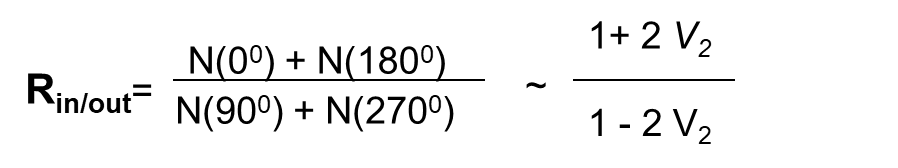 R_in/out = N(0⁰) + N(180⁰) ~ 1+ 2 V₂
N(90⁰) + N(270⁰) 1 - 2 V₂